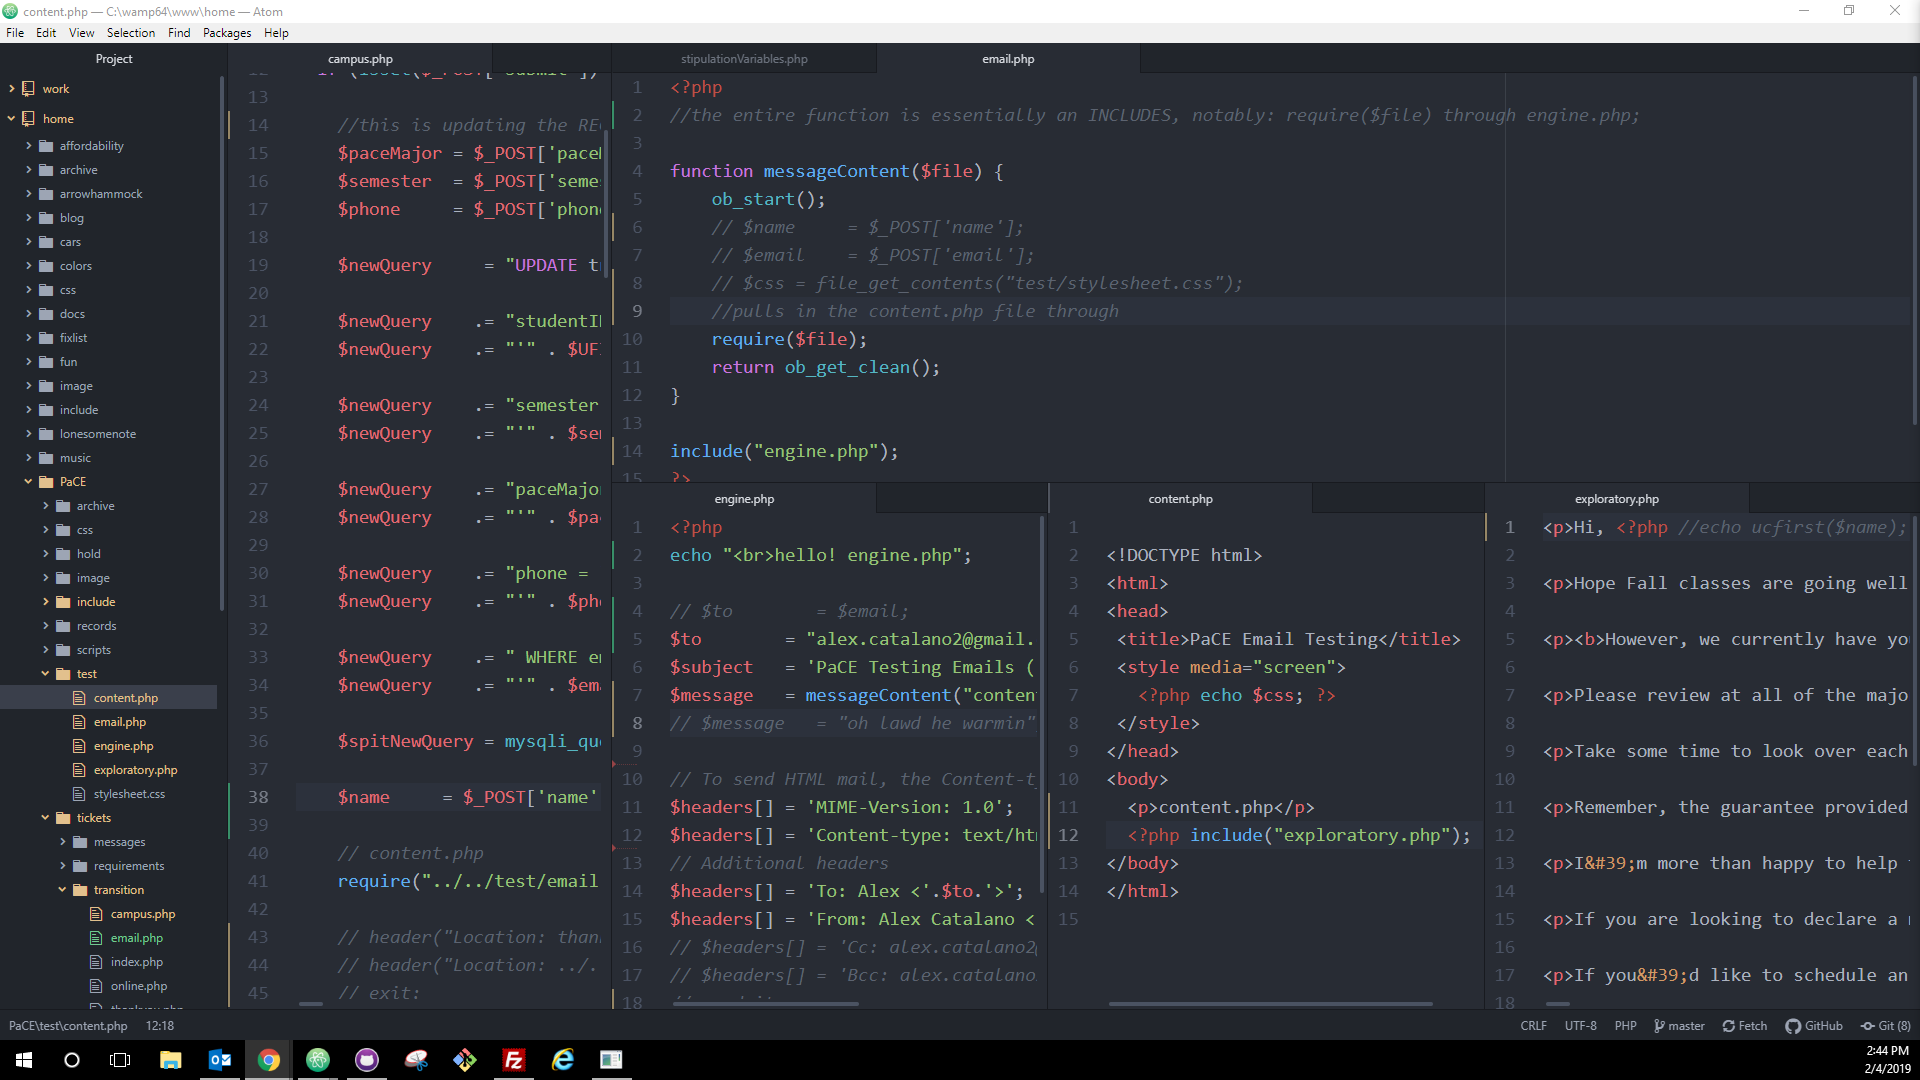 content.php — C:\wamp64\www\home — Atom
File Edit View Selection Find Packages Help
Project
work
home
affordability
archive
arrowhammock
blog
cars
colors
css
docs
fixlist
fun
image
include
lonesomenote
music
PaCE
archive
css
hold
image
include
records
scripts
test
content.php
email.php
engine.php
exploratory.php
stylesheet.css
tickets
messages
requirements
transition
campus.php
email.php
index.php
online.php
thankyou.php
campus.php
12 if (isset($_POST['submit'])
13
14 //this is updating the RE
15 $paceMajor = $_POST['pace
16 $semester = $_POST['seme
17 $phone = $_POST['phon
18
19 $newQuery = "UPDATE t
20
21 $newQuery .= "studentI
22 $newQuery .= "'" . $UF
23
24 $newQuery .= "semester
25 $newQuery .= "'" . $se
26
27 $newQuery .= "paceMajo
28 $newQuery .= "'" . $pa
29
30 $newQuery .= "phone =
31 $newQuery .= "'" . $ph
32
33 $newQuery .= " WHERE e
34 $newQuery .= "'" . $em
35
36 $spitNewQuery = mysqli_qu
37
38 $name = $_POST['name'
39
40 // content.php
41 require("../../test/email
42
43 // header("Location: than
44 // header("Location: ../.
45 // exit;
stipulationVariables.php
email.php
1 <?php
2 //the entire function is essentially an INCLUDES, notably: require($file) through engine.php;
3
4 function messageContent($file) {
5 ob_start();
6 // $name = $_POST['name'];
7 // $email = $_POST['email'];
8 // $css = file_get_contents("test/stylesheet.css");
9 //pulls in the content.php file through
10 require($file);
11 return ob_get_clean();
12 }
13
14 include("engine.php");
15 ?>
engine.php
1 <?php
2 echo "<br>hello! engine.php";
3
4 // $to = $email;
5 $to = "alex.catalano2@gmail.
6 $subject = 'PaCE Testing Emails (
7 $message = messageContent("conten
8 // $message = "oh lawd he warmin"
9
10 // To send HTML mail, the Content-t
11 $headers[] = 'MIME-Version: 1.0';
12 $headers[] = 'Content-type: text/ht
13 // Additional headers
14 $headers[] = 'To: Alex <'.$to.'>';
15 $headers[] = 'From: Alex Catalano <
16 // $headers[] = 'Cc: alex.catalano2
17 // $headers[] = 'Bcc: alex.catalano
18
content.php
1
2 <!DOCTYPE html>
3 <html>
4 <head>
5 <title>PaCE Email Testing</title>
6 <style media="screen">
7 <?php echo $css; ?>
8 </style>
9 </head>
10 <body>
11 <p>content.php</p>
12 <?php include("exploratory.php");
13 </body>
14 </html>
15
exploratory.php
1 <p>Hi, <?php //echo ucfirst($name);
2
3 <p>Hope Fall classes are going well
4
5 <p><b>However, we currently have yo
6
7 <p>Please review at all of the majo
8
9 <p>Take some time to look over each
10
11 <p>Remember, the guarantee provided
12
13 <p>I&#39;m more than happy to help
14
15 <p>If you are looking to declare a
16
17 <p>If you&#39;d like to schedule an
18
PaCE\test\content.php 12:18
CRLF UTF-8 PHP master Fetch GitHub Git (8)
2:44 PM
2/4/2019